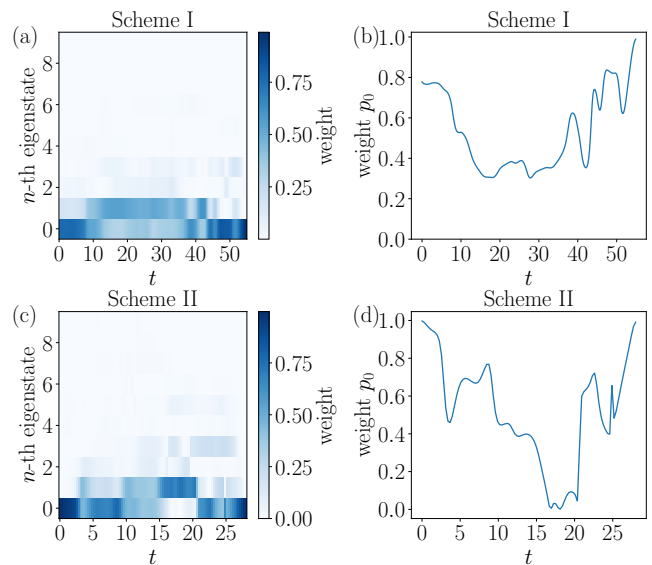 (a) Scheme I
n-th eigenstate
8
6
4
2
0
0 10 20 30 40 50
t
0.75
0.50
0.25
weight
(b) Scheme I
weight p₀
1.0
0.8
0.6
0.4
0.2
0.0
0 10 20 30 40 50
t
(c) Scheme II
n-th eigenstate
8
6
4
2
0
0 5 10 15 20 25
t
0.75
0.50
0.25
0.00
weight
(d) Scheme II
weight p₀
1.0
0.8
0.6
0.4
0.2
0.0
0 5 10 15 20 25
t